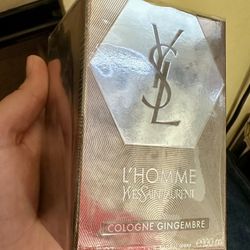 YSL
L'HOMME
YVESSAINTLAURENT
COLOGNE GINGEMBRE